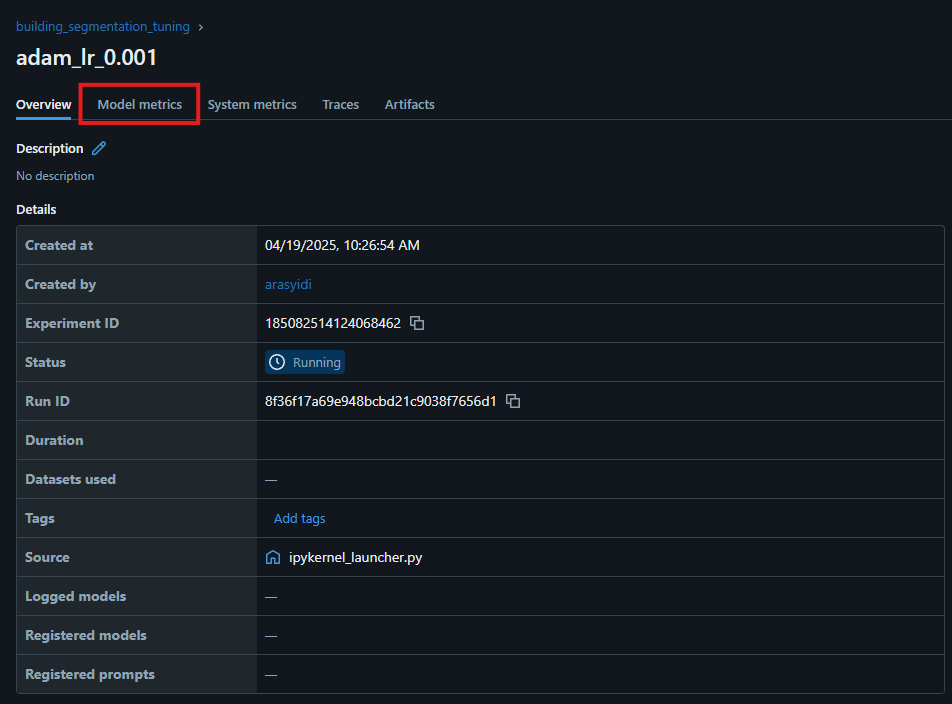 building_segmentation_tuning >
adam_lr_0.001
Overview Model metrics System metrics Traces Artifacts
Description
No description
Details
Created at 04/19/2025, 10:26:54 AM
Created by arasyidi
Experiment ID 185082514124068462
Status Running
Run ID 8f36f17a69e948bcbd21c9038f7656d1
Duration
Datasets used —
Tags Add tags
Source ipykernel_launcher.py
Logged models —
Registered models —
Registered prompts —